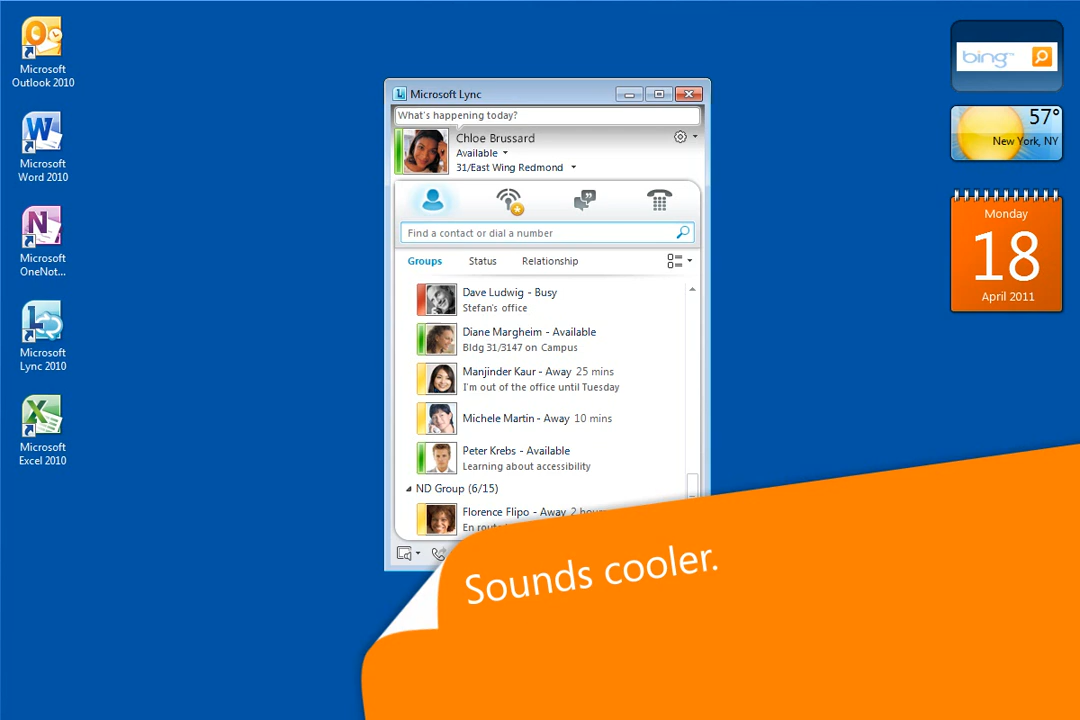 Microsoft
Outlook 2010
Microsoft
Word 2010
Microsoft
OneNot...
Microsoft
Lync 2010
Microsoft
Excel 2010
Microsoft Lync
What's happening today?
Chloe Brussard
Available
31/East Wing Redmond
Find a contact or dial a number
Groups Status Relationship
Dave Ludwig - Busy
Stefan's office
Diane Margheim - Available
Bldg 31/3147 on Campus
Manjinder Kaur - Away 25 mins
I'm out of the office until Tuesday
Michele Martin - Away 10 mins
Peter Krebs - Available
Learning about accessibility
ND Group (6/15)
Florence Flipo - Away 2
En
bing
57°
New York, NY
Monday
18
April 2011
Sounds cooler.